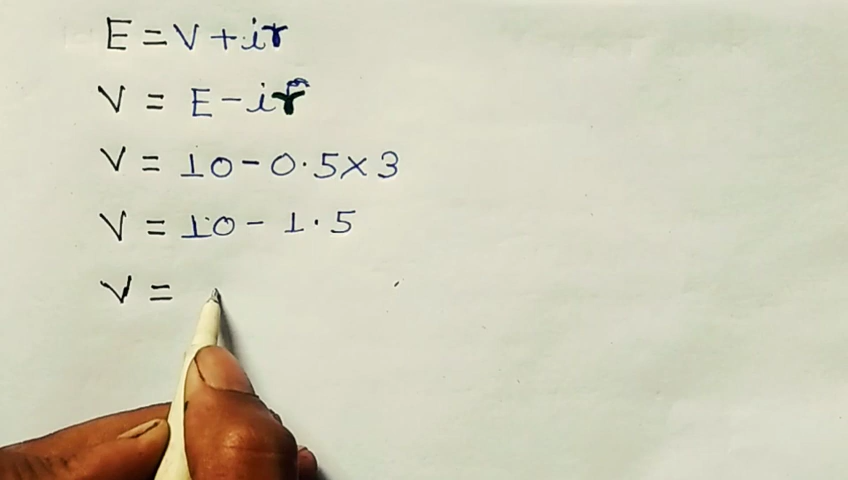 E = V + ir
V = E - ir
V = 10 - 0.5 × 3
V = 10 - 1.5
V =